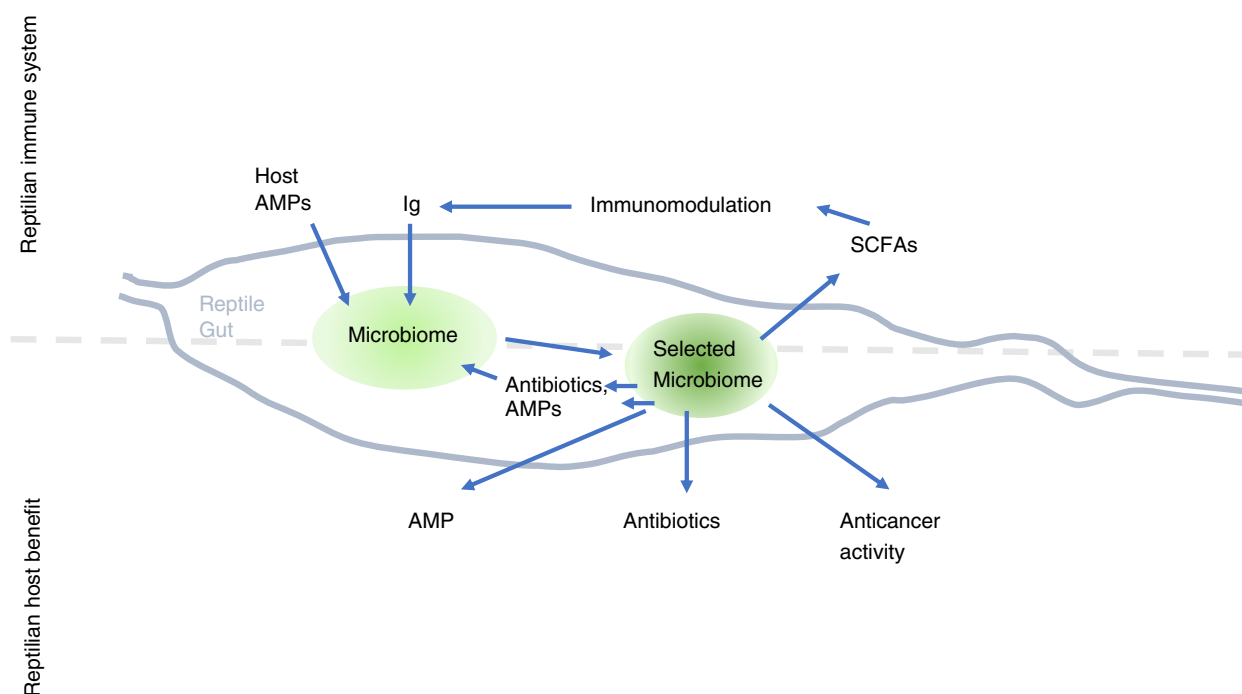 Reptilian immune system
Host
AMPs
Ig
Immunomodulation
SCFAs
Reptile
Gut
Microbiome
Selected
Microbiome
Antibiotics,
AMPs
AMP
Antibiotics
Anticancer
activity
Reptilian host benefit